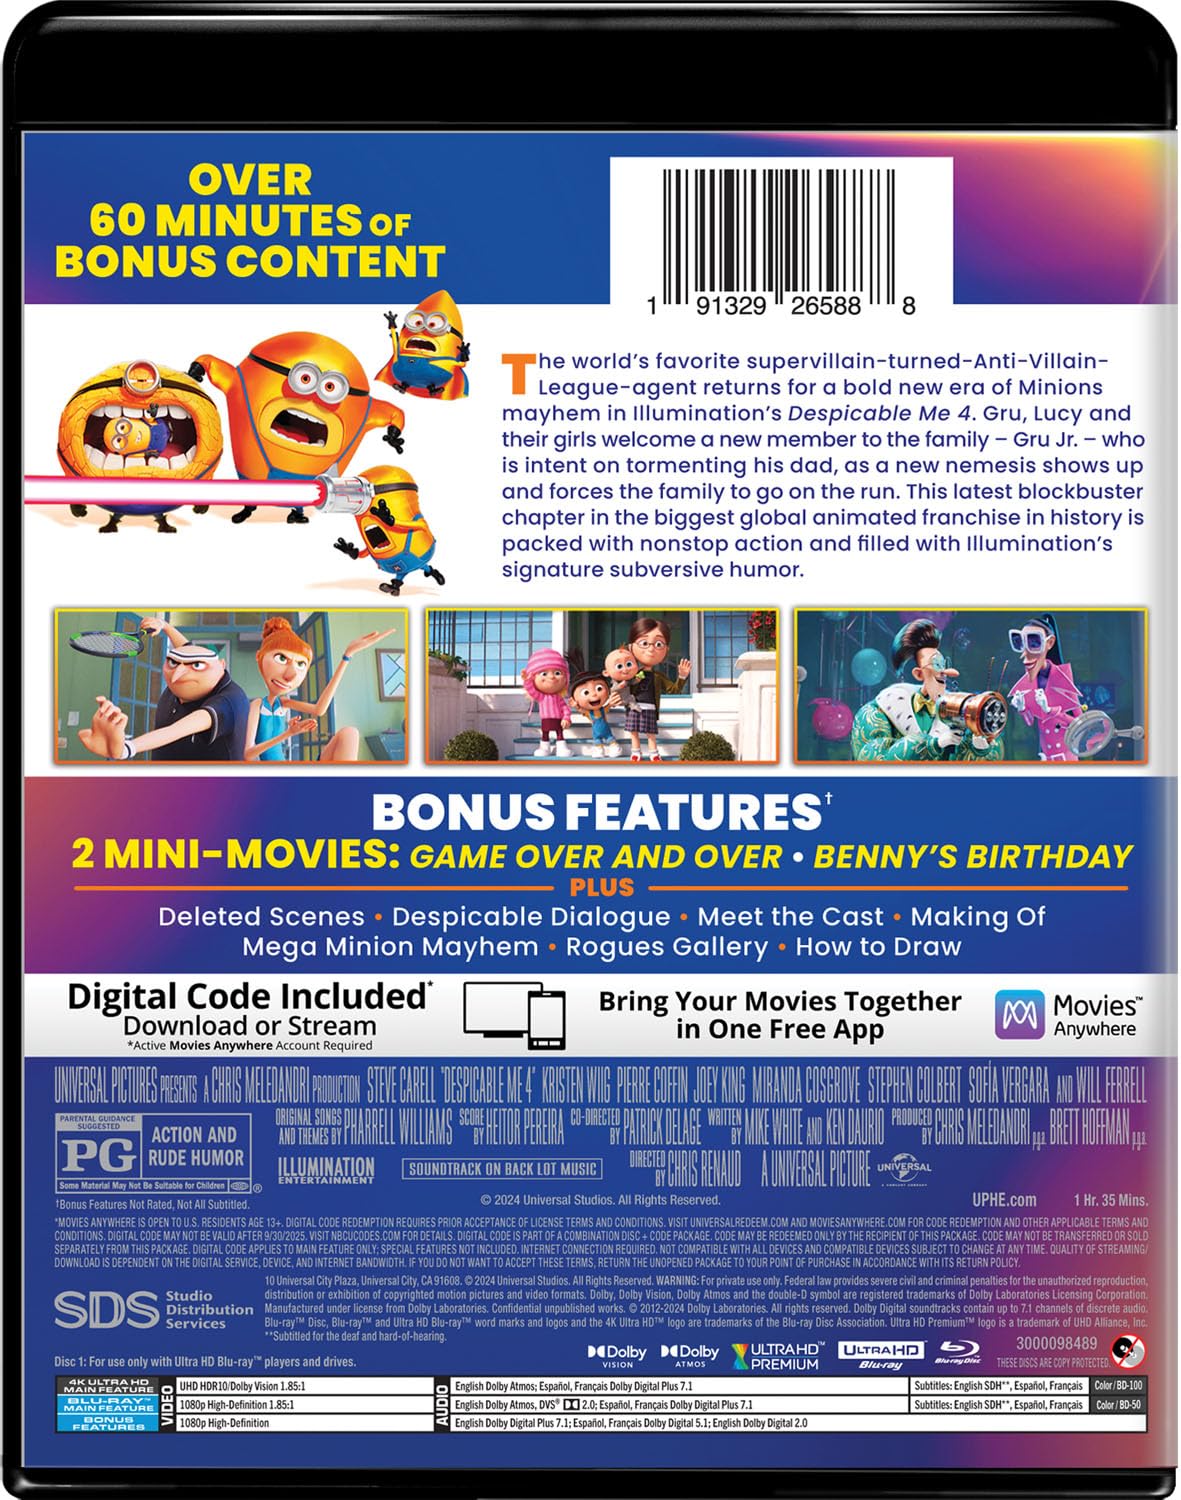 OVER
60 MINUTES OF
BONUS CONTENT
1 91329 26588 8
The world's favorite supervillain-turned-Anti-Villain-
League-agent returns for a bold new era of Minions
mayhem in Illumination's Despicable Me 4. Gru, Lucy and
their girls welcome a new member to the family – Gru Jr. – who
is intent on tormenting his dad, as a new nemesis shows up
and forces the family to go on the run. This latest blockbuster
chapter in the biggest global animated franchise in history is
packed with nonstop action and filled with Illumination's
signature subversive humor.
BONUS FEATURES†
2 MINI-MOVIES: GAME OVER AND OVER • BENNY'S BIRTHDAY
PLUS
Deleted Scenes • Despicable Dialogue • Meet the Cast • Making Of
Mega Minion Mayhem • Rogues Gallery • How to Draw
Digital Code Included*
Download or Stream
*Active Movies Anywhere Account Required
Bring Your Movies Together
in One Free App
Movies™
Anywhere
UNIVERSAL PICTURES PRESENTS A CHRIS MELEDANDRI PRODUCTION STEVE CARELL "DESPICABLE ME 4" KRISTEN WIIG PIERRE COFFIN JOEY KING MIRANDA COSGROVE STEPHEN COLBERT SOFÍA VERGARA AND WILL FERRELL
ORIGINAL SONGS AND THEMES BY PHARRELL WILLIAMS SCORE BY HEITOR PEREIRA CO-DIRECTED BY PATRICK DELAGE WRITTEN BY MIKE WHITE AND KEN DAURIO PRODUCED BY CHRIS MELEDANDRI, p.g.a. BRETT HOFFMAN, p.g.a.
DIRECTED BY CHRIS RENAUD A UNIVERSAL PICTURE UNIVERSAL
PARENTAL GUIDANCE SUGGESTED
PG
ACTION AND
RUDE HUMOR
Some Material May Not Be Suitable for Children ®
ILLUMINATION
ENTERTAINMENT
SOUNDTRACK ON BACK LOT MUSIC
†Bonus Features Not Rated, Not All Subtitled.
© 2024 Universal Studios. All Rights Reserved.
UPHE.com
1 Hr. 35 Mins.
*MOVIES ANYWHERE IS OPEN TO U.S. RESIDENTS AGE 13+. DIGITAL CODE REDEMPTION REQUIRES PRIOR ACCEPTANCE OF LICENSE TERMS AND CONDITIONS. VISIT UNIVERSALREDEEM.COM AND MOVIESANYWHERE.COM FOR CODE REDEMPTION AND OTHER APPLICABLE TERMS AND
CONDITIONS. DIGITAL CODE MAY NOT BE VALID AFTER 9/30/2025. VISIT NBCUCODES.COM FOR DETAILS. DIGITAL CODE IS PART OF A COMBINATION DISC + CODE PACKAGE. CODE MAY BE REDEEMED ONLY BY THE RECIPIENT OF THIS PACKAGE. CODE MAY NOT BE TRANSFERRED OR SOLD
SEPARATELY FROM THIS PACKAGE. DIGITAL CODE APPLIES TO MAIN FEATURE ONLY; SPECIAL FEATURES NOT INCLUDED. INTERNET CONNECTION REQUIRED. NOT COMPATIBLE WITH ALL DEVICES AND COMPATIBLE DEVICES SUBJECT TO CHANGE AT ANY TIME. QUALITY OF STREAMING/
DOWNLOAD IS DEPENDENT ON THE DIGITAL SERVICE, DEVICE, AND INTERNET BANDWIDTH. IF YOU DO NOT WANT TO ACCEPT THESE TERMS, RETURN THE UNOPENED PACKAGE TO YOUR POINT OF PURCHASE IN ACCORDANCE WITH ITS RETURN POLICY.
SDS Studio
Distribution
Services
10 Universal City Plaza, Universal City, CA 91608. © 2024 Universal Studios. All Rights Reserved. WARNING: For private use only. Federal law provides severe civil and criminal penalties for the unauthorized reproduction,
distribution or exhibition of copyrighted motion pictures and video formats. Dolby, Dolby Vision, Dolby Atmos and the double-D symbol are registered trademarks of Dolby Laboratories Licensing Corporation.
Manufactured under license from Dolby Laboratories. Confidential unpublished works. © 2012-2024 Dolby Laboratories. All rights reserved. Dolby Digital soundtracks contain up to 7.1 channels of discrete audio.
Blu-ray™ Disc, Blu-ray™ and Ultra HD Blu-ray™ word marks and logos and the 4K Ultra HD™ logo are trademarks of the Blu-ray Disc Association. Ultra HD Premium™ logo is a trademark of UHD Alliance, Inc.
**Subtitled for the deaf and hard-of-hearing.
Dolby VISION
Dolby ATMOS
ULTRAHD™ PREMIUM
ULTRA HD Blu-ray
Blu-ray Disc
3000098489
THESE DISCS ARE COPY PROTECTED.
Disc 1: For use only with Ultra HD Blu-ray™ players and drives.
4K ULTRA HD MAIN FEATURE
BLU-RAY™ MAIN FEATURE
BONUS FEATURES
VIDEO
UHD HDR10/Dolby Vision 1.85:1
1080p High-Definition 1.85:1
1080p High-Definition
AUDIO
English Dolby Atmos; Español, Français Dolby Digital Plus 7.1
English Dolby Atmos, DVS® 2.0; Español, Français Dolby Digital Plus 7.1
English Dolby Digital Plus 7.1; Español, Français Dolby Digital 5.1; English Dolby Digital 2.0
Subtitles: English SDH**, Español, Français
Color/BD-100
Subtitles: English SDH**, Español, Français
Color/BD-50